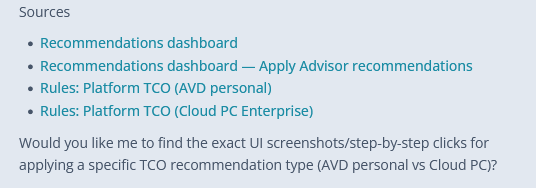 Sources
Recommendations dashboard
Recommendations dashboard — Apply Advisor recommendations
Rules: Platform TCO (AVD personal)
Rules: Platform TCO (Cloud PC Enterprise)
Would you like me to find the exact UI screenshots/step-by-step clicks for
applying a specific TCO recommendation type (AVD personal vs Cloud PC)?